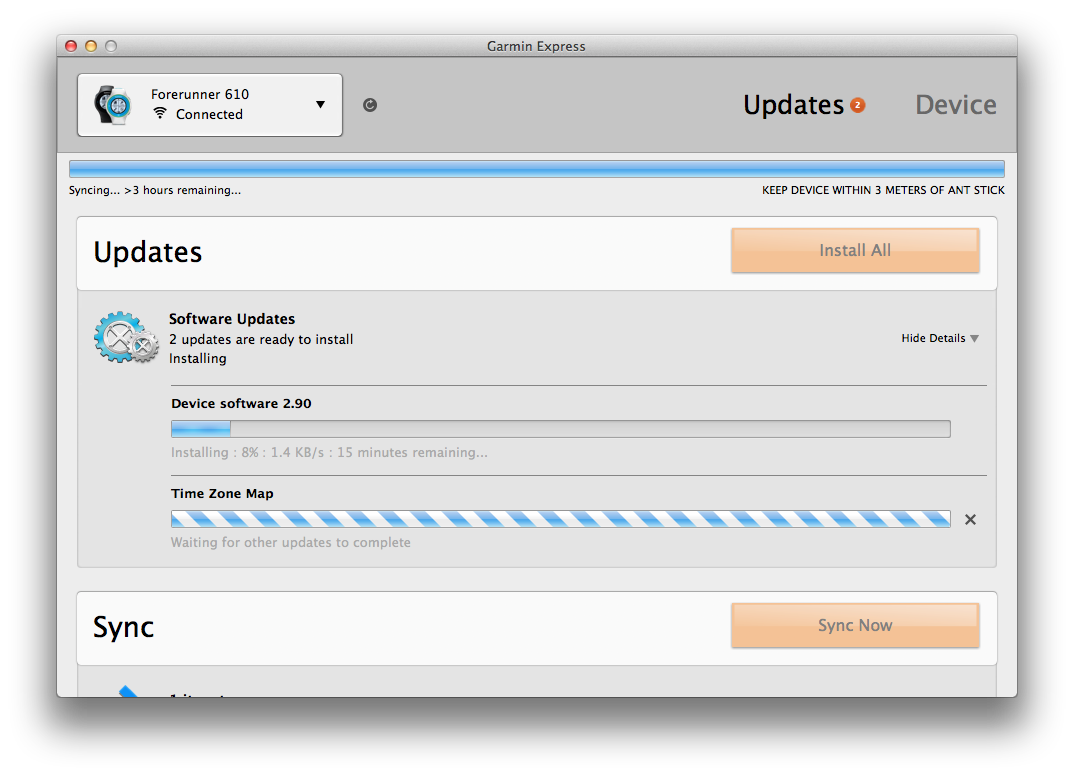 Garmin Express
Forerunner 610
Connected
Updates 2
Device
Syncing... >3 hours remaining...
KEEP DEVICE WITHIN 3 METERS OF ANT STICK
Updates
Install All
Software Updates
2 updates are ready to install
Installing
Hide Details
Device software 2.90
Installing : 8% : 1.4 KB/s : 15 minutes remaining...
Time Zone Map
Waiting for other updates to complete
Sync
Sync Now